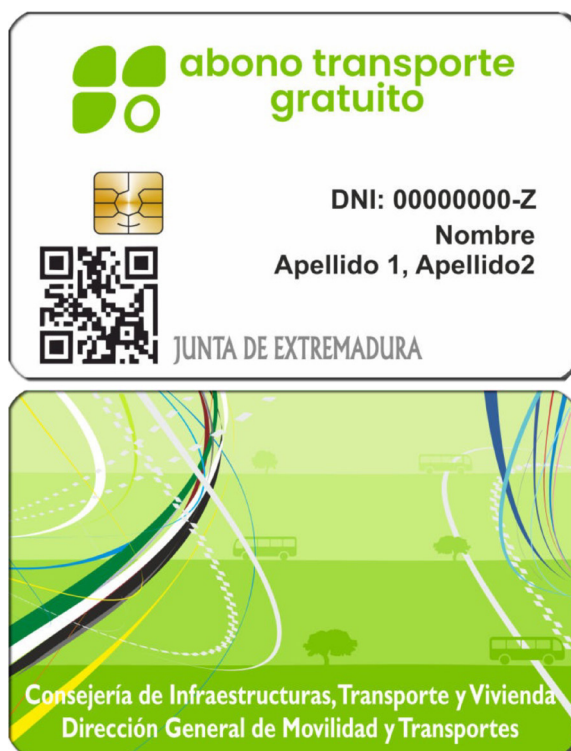 abono transporte
gratuito
DNI: 00000000-Z
Nombre
Apellido 1, Apellido2
JUNTA DE EXTREMADURA
Consejería de Infraestructuras, Transporte y Vivienda
Dirección General de Movilidad y Transportes